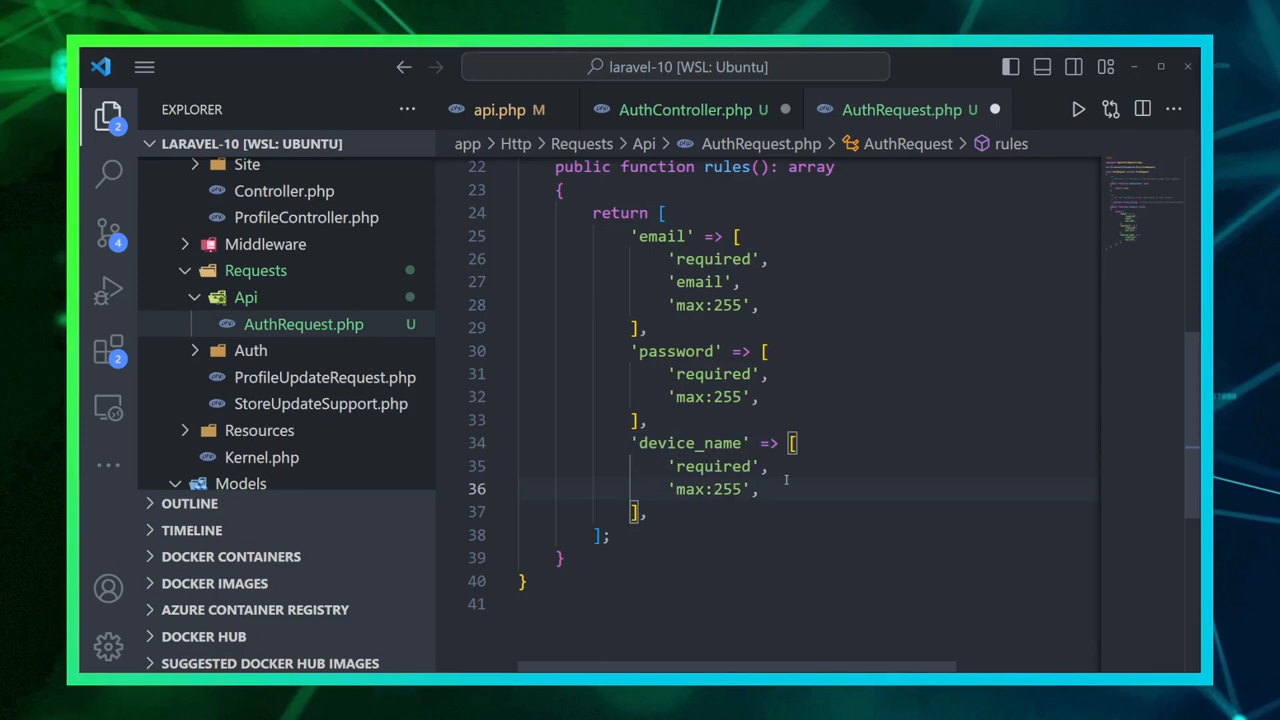 laravel-10 [WSL: Ubuntu]
EXPLORER
api.php M
AuthController.php U
AuthRequest.php U
LARAVEL-10 [WSL: UBUNTU]
app > Http > Requests > Api > AuthRequest.php > AuthRequest > rules
2
4
2
Site
Controller.php
ProfileController.php
Middleware
Requests
Api
AuthRequest.php U
Auth
ProfileUpdateRequest.php
StoreUpdateSupport.php
Resources
Kernel.php
Models
OUTLINE
TIMELINE
DOCKER CONTAINERS
DOCKER IMAGES
AZURE CONTAINER REGISTRY
DOCKER HUB
SUGGESTED DOCKER HUB IMAGES
22 public function rules(): array
23 {
24 return [
25 'email' => [
26 'required',
27 'email',
28 'max:255',
29 ],
30 'password' => [
31 'required',
32 'max:255',
33 ],
34 'device_name' => [
35 'required',
36 'max:255',
37 ],
38 ];
39 }
40 }
41